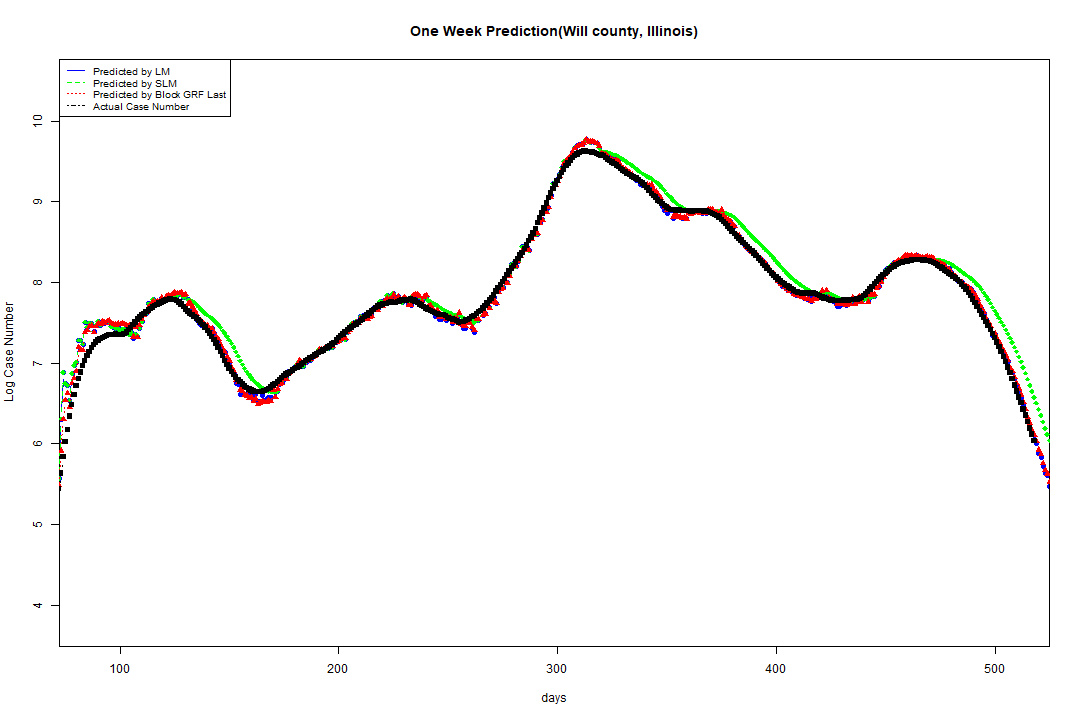 One Week Prediction(Will county, Illinois)
Predicted by LM
Predicted by SLM
Predicted by Block GRF Last
Actual Case Number
10
9
8
7
6
5
4
Log Case Number
100 200 300 400 500
days